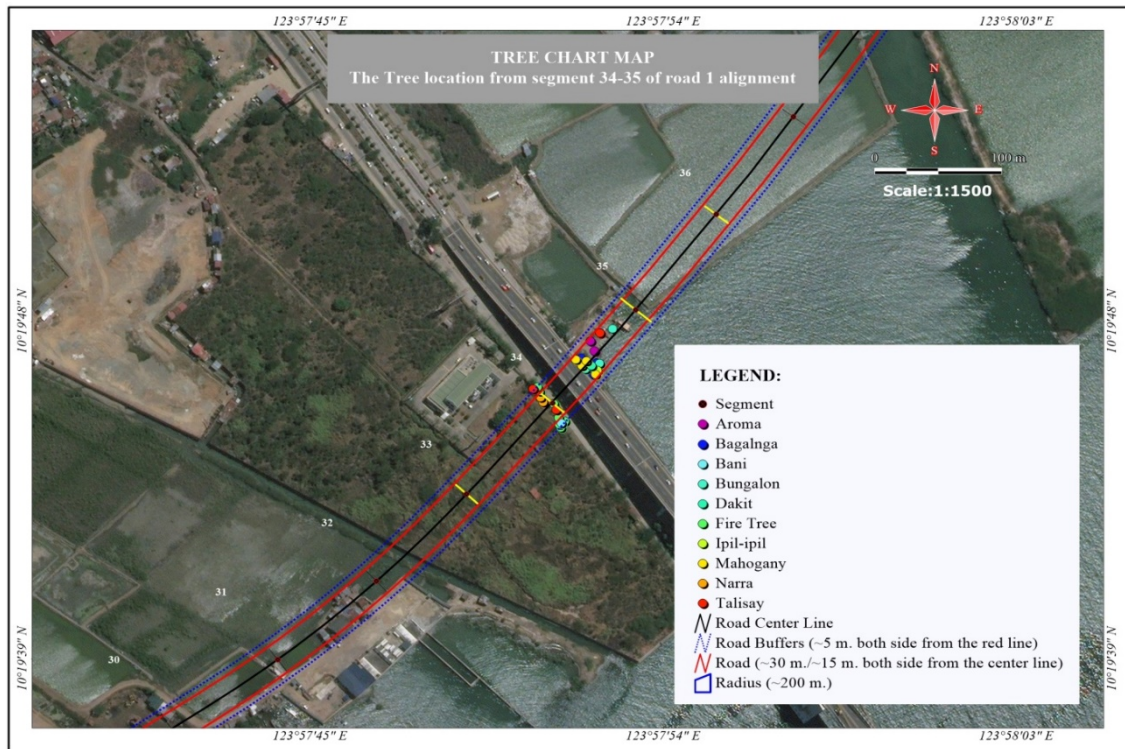 123°57'45" E
123°57'54" E
123°58'03" E
TREE CHART MAP
The Tree location from segment 34-35 of road 1 alignment
N
W
E
S
0
100 m
Scale:1:1500
36
35
34
33
32
31
30
10°19'48" N
10°19'48" N
10°19'39" N
10°19'39" N
LEGEND:
Segment
Aroma
Bagalnga
Bani
Bungalon
Dakit
Fire Tree
Ipil-ipil
Mahogany
Narra
Talisay
Road Center Line
Road Buffers (~5 m. both side from the red line)
Road (~30 m./~15 m. both side from the center line)
Radius (~200 m.)
123°57'45" E
123°57'54" E
123°58'03" E